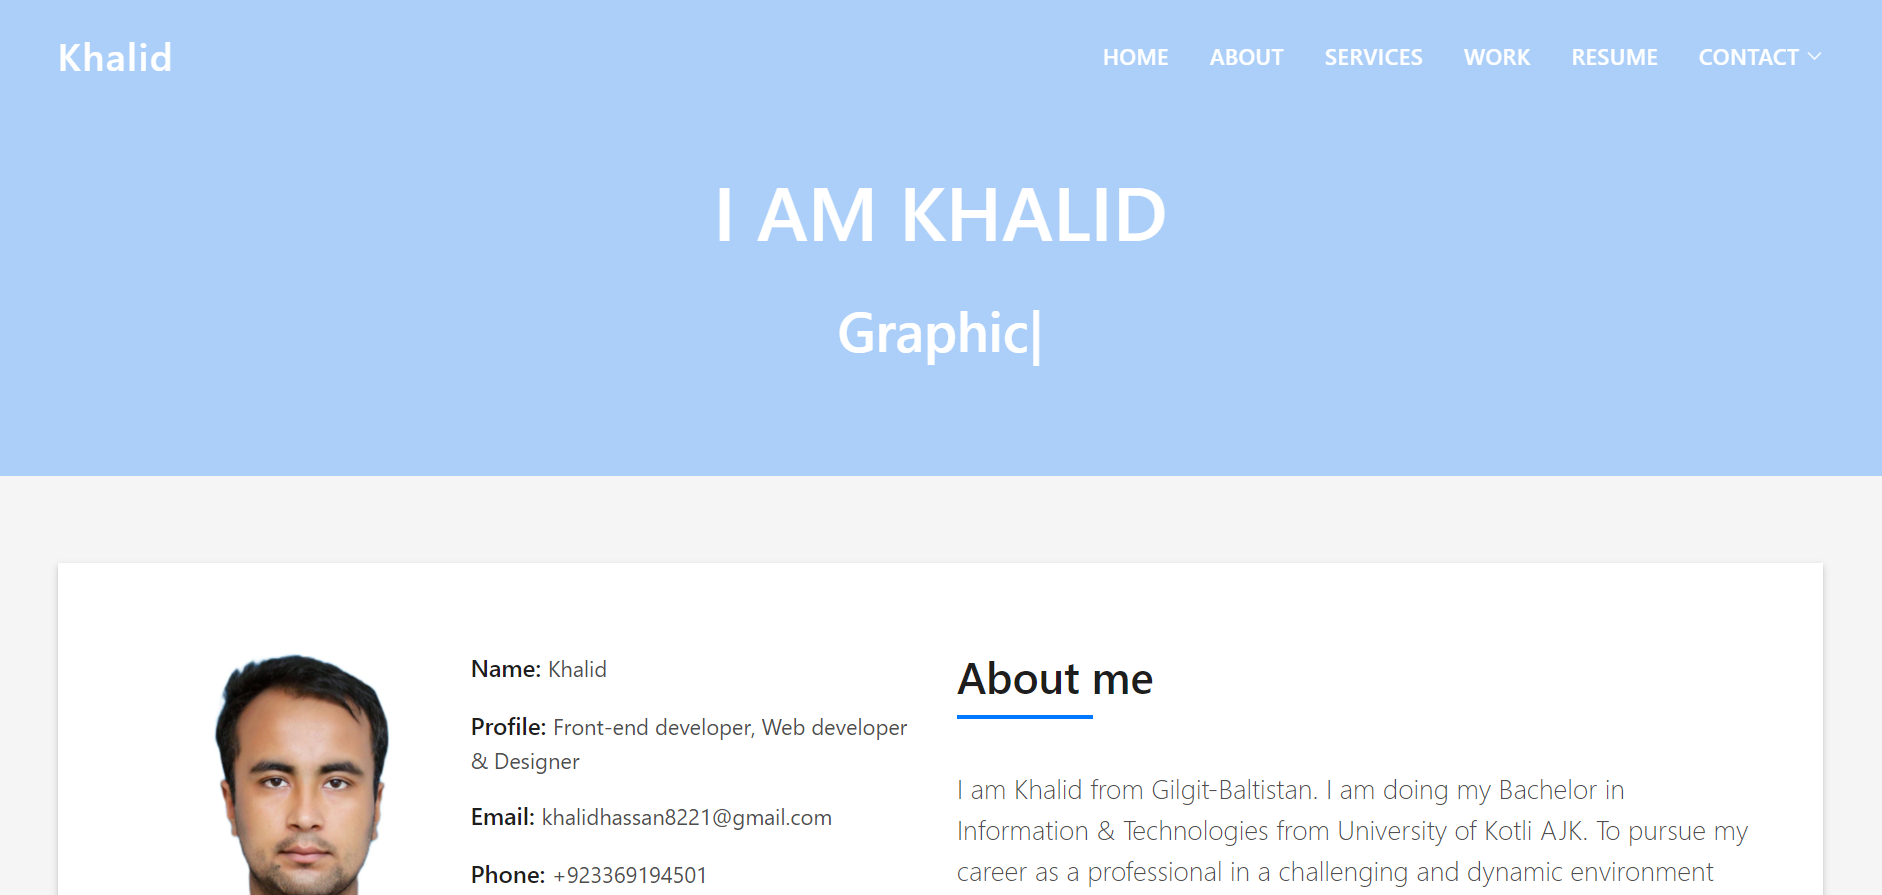 Khalid
HOME ABOUT SERVICES WORK RESUME CONTACT
I AM KHALID
Graphic|
Name: Khalid
Profile: Front-end developer, Web developer
& Designer
Email: khalidhassan8221@gmail.com
Phone: +923369194501
About me
I am Khalid from Gilgit-Baltistan. I am doing my Bachelor in
Information & Technologies from University of Kotli AJK. To pursue my
career as a professional in a challenging and dynamic environment